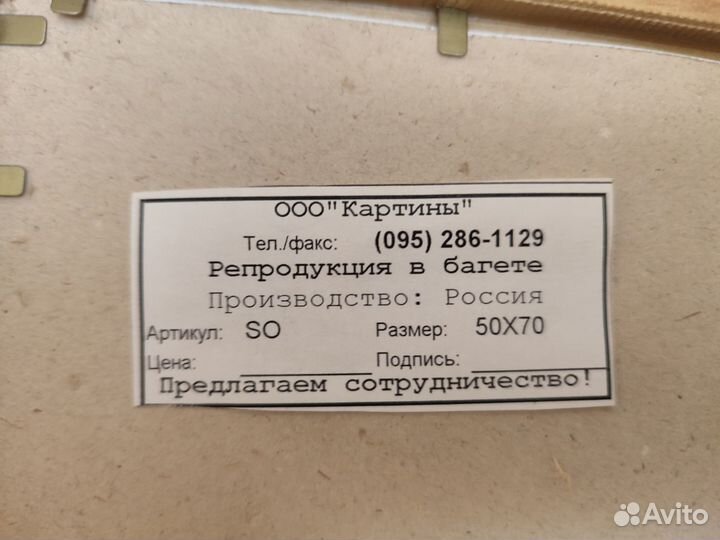 ООО"Картины"
Тел./факс: (095) 286-1129
Репродукция в багете
Производство: Россия
Артикул: SO Размер: 50X70
Цена: Подпись:
Предлагаем сотрудничество!
Avito